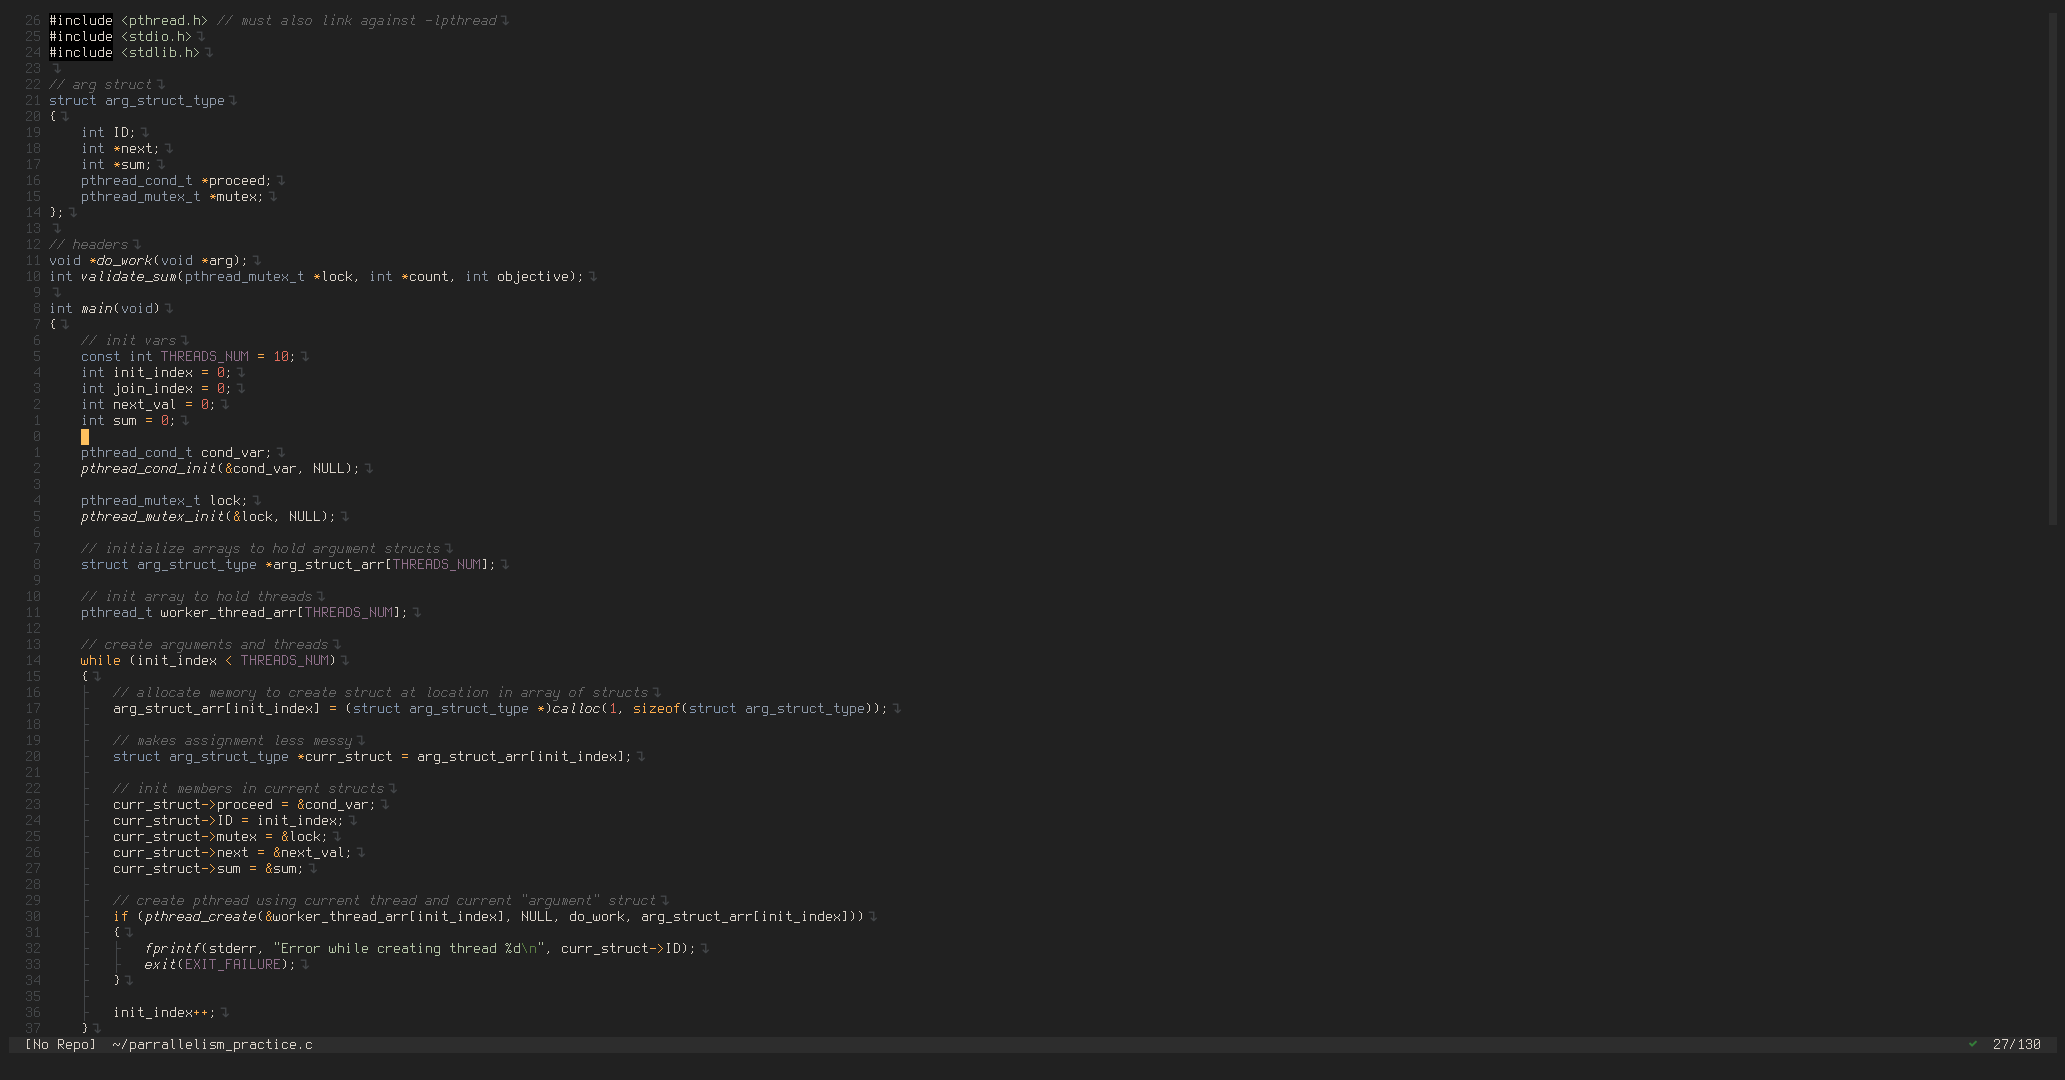 26 #include <pthread.h> // must also link against -lpthread
25 #include <stdio.h>
24 #include <stdlib.h>
23
22 // arg struct
21 struct arg_struct_type
20 {
19     int ID;
18     int *next;
17     int *sum;
16     pthread_cond_t *proceed;
15     pthread_mutex_t *mutex;
14 };
13
12 // headers
11 void *do_work(void *arg);
10 int validate_sum(pthread_mutex_t *lock, int *count, int objective);
9
8 int main(void)
7 {
6     // init vars
5     const int THREADS_NUM = 10;
4     int init_index = 0;
3     int join_index = 0;
2     int next_val = 0;
1     int sum = 0;
0
1     pthread_cond_t cond_var;
2     pthread_cond_init(&cond_var, NULL);
3
4     pthread_mutex_t lock;
5     pthread_mutex_init(&lock, NULL);
6
7     // initialize arrays to hold argument structs
8     struct arg_struct_type *arg_struct_arr[THREADS_NUM];
9
10     // init array to hold threads
11     pthread_t worker_thread_arr[THREADS_NUM];
12
13     // create arguments and threads
14     while (init_index < THREADS_NUM)
15     {
16         // allocate memory to create struct at location in array of structs
17         arg_struct_arr[init_index] = (struct arg_struct_type *)calloc(1, sizeof(struct arg_struct_type));
18
19         // makes assignment less messy
20         struct arg_struct_type *curr_struct = arg_struct_arr[init_index];
21
22         // init members in current structs
23         curr_struct->proceed = &cond_var;
24         curr_struct->ID = init_index;
25         curr_struct->mutex = &lock;
26         curr_struct->next = &next_val;
27         curr_struct->sum = &sum;
28
29         // create pthread using current thread and current "argument" struct
30         if (pthread_create(&worker_thread_arr[init_index], NULL, do_work, arg_struct_arr[init_index]))
31         {
32             fprintf(stderr, "Error while creating thread %d\n", curr_struct->ID);
33             exit(EXIT_FAILURE);
34         }
35
36         init_index++;
37     }
[No Repo]  ~/parrallelism_practice.c ✓ 27/130